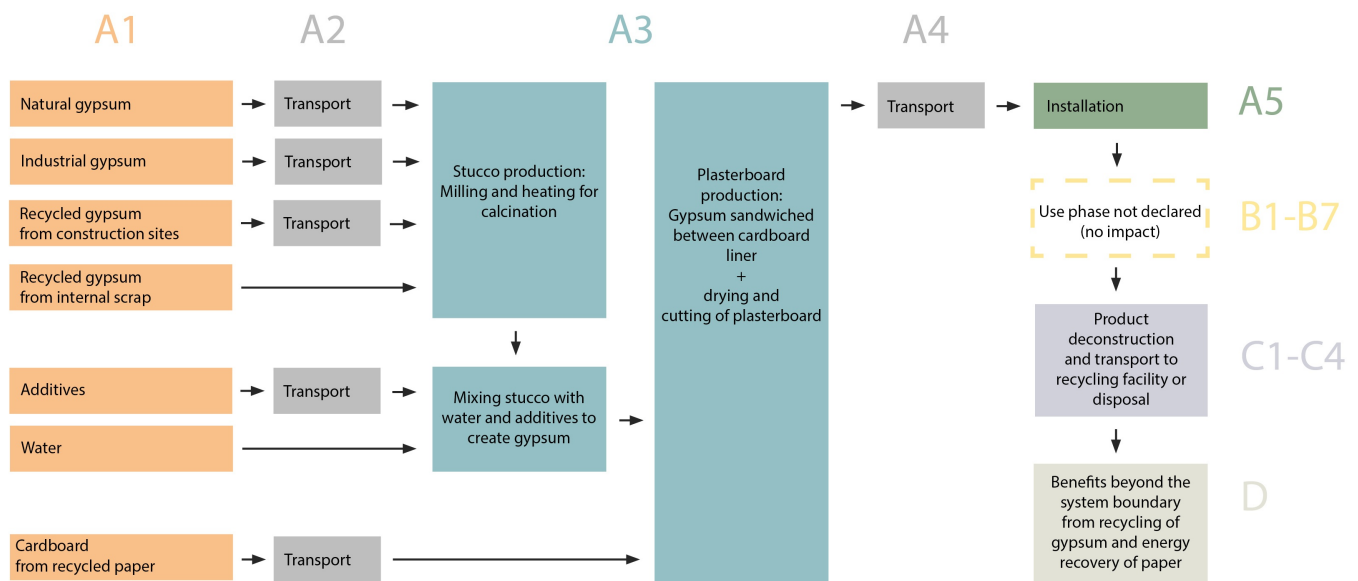 A1
A2
A3
A4
Natural gypsum
Transport
Industrial gypsum
Transport
Recycled gypsum
from construction sites
Transport
Recycled gypsum
from internal scrap
Stucco production:
Milling and heating for
calcination
Additives
Transport
Water
Mixing stucco with
water and additives to
create gypsum
Cardboard
from recycled paper
Transport
Plasterboard
production:
Gypsum sandwiched
between cardboard
liner
+
drying and
cutting of plasterboard
Transport
Installation
A5
Use phase not declared
(no impact)
B1-B7
Product
deconstruction
and transport to
recycling facility or
disposal
C1-C4
Benefits beyond the
system boundary
from recycling of
gypsum and energy
recovery of paper
D